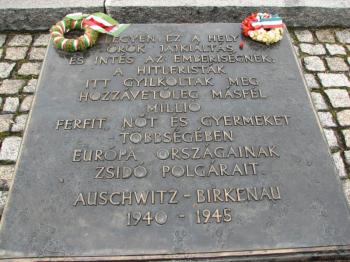 LEGYEN EZ A HELY
ÖRÖK JAJKIÁLTÁS,
ÉS INTÉS AZ EMBERISÉGNEK.
A HITLERISTÁK
ITT GYILKOLTAK MEG
HOZZÁVETŐLEG MÁSFÉL
MILLIÓ
FÉRFIT, NŐT ÉS GYERMEKET
TÖBBSÉGÉBEN
EURÓPA ORSZÁGAINAK
ZSIDÓ POLGÁRAIT
AUSCHWITZ-BIRKENAU
1940 - 1945